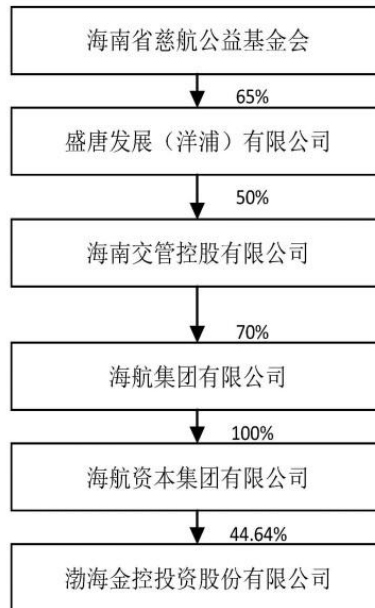 海南省慈航公益基金会
65%
盛唐发展（洋浦）有限公司
50%
海南交管控股有限公司
70%
海航集团有限公司
100%
海航资本集团有限公司
44.64%
渤海金控投资股份有限公司